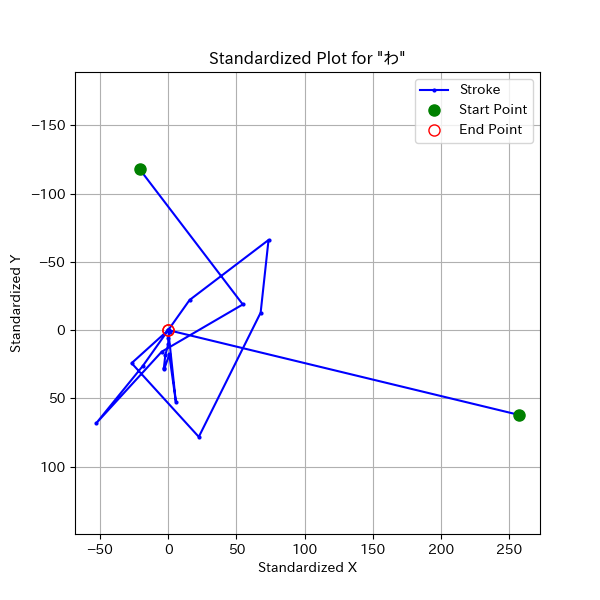 Standardized Plot for "わ"
Stroke
Start Point
End Point
−150
−100
−50
0
50
100
Standardized Y
−50
0
50
100
150
200
250
Standardized X